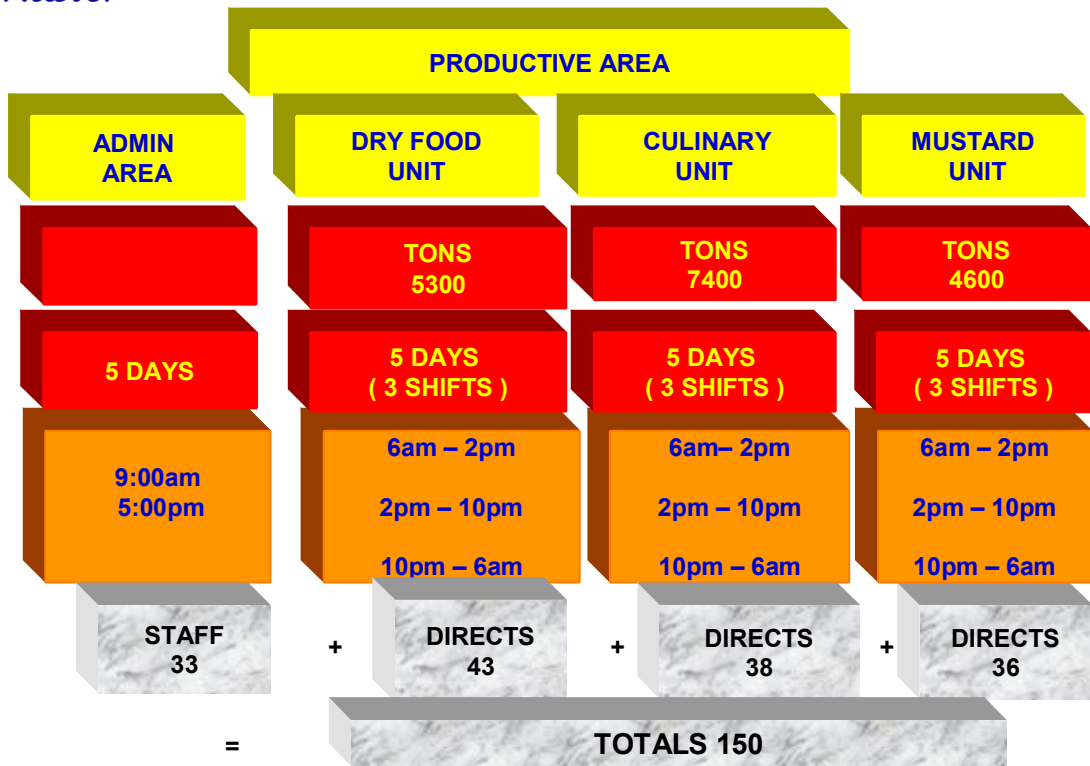 PRODUCTIVE AREA
ADMIN
AREA
DRY FOOD
UNIT
CULINARY
UNIT
MUSTARD
UNIT
TONS
5300
TONS
7400
TONS
4600
5 DAYS
5 DAYS
( 3 SHIFTS )
5 DAYS
( 3 SHIFTS )
5 DAYS
( 3 SHIFTS )
9:00am
5:00pm
6am – 2pm
2pm – 10pm
10pm – 6am
6am– 2pm
2pm – 10pm
10pm – 6am
6am – 2pm
2pm – 10pm
10pm – 6am
STAFF
33
+
DIRECTS
43
+
DIRECTS
38
+
DIRECTS
36
=
TOTALS 150